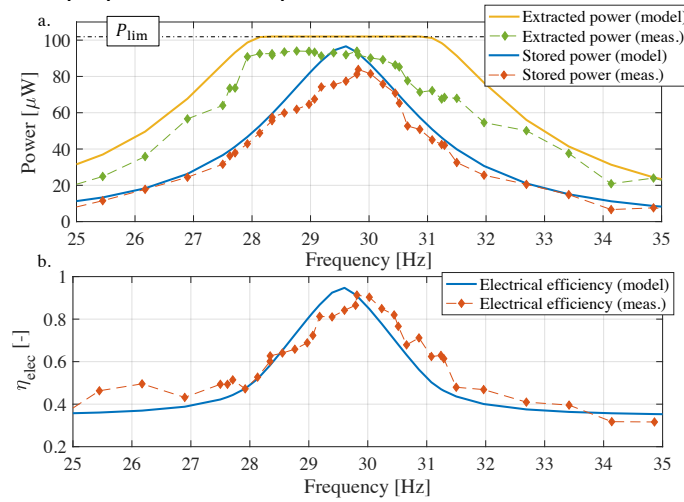 a.
P_lim
Extracted power (model)
Extracted power (meas.)
Stored power (model)
Stored power (meas.)
Power [μW]
100
80
60
40
20
0
25 26 27 28 29 30 31 32 33 34 35
Frequency [Hz]
b.
Electrical efficiency (model)
Electrical efficiency (meas.)
η_elec [-]
1
0.8
0.6
0.4
0.2
25 26 27 28 29 30 31 32 33 34 35
Frequency [Hz]